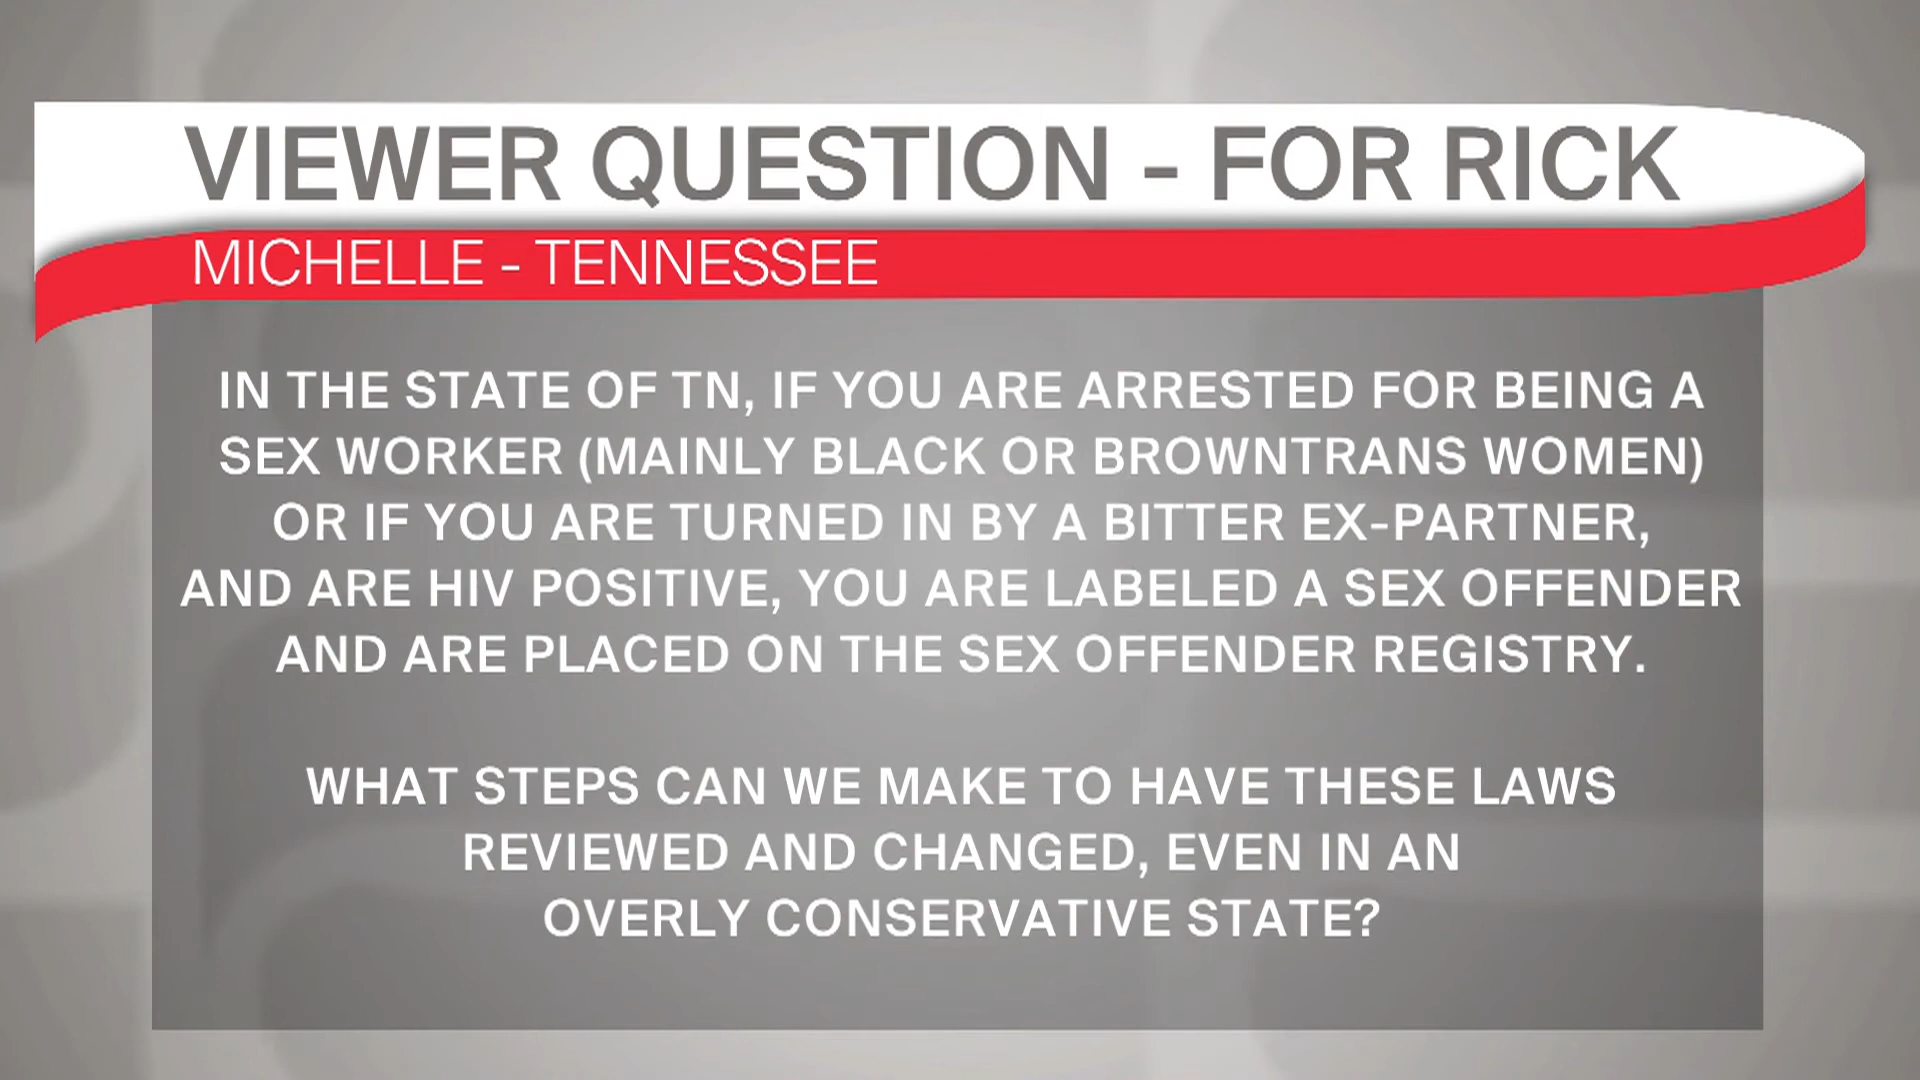 VIEWER QUESTION - FOR RICK
MICHELLE - TENNESSEE
IN THE STATE OF TN, IF YOU ARE ARRESTED FOR BEING A
SEX WORKER (MAINLY BLACK OR BROWNTRANS WOMEN)
OR IF YOU ARE TURNED IN BY A BITTER EX-PARTNER,
AND ARE HIV POSITIVE, YOU ARE LABELED A SEX OFFENDER
AND ARE PLACED ON THE SEX OFFENDER REGISTRY.
WHAT STEPS CAN WE MAKE TO HAVE THESE LAWS
REVIEWED AND CHANGED, EVEN IN AN
OVERLY CONSERVATIVE STATE?